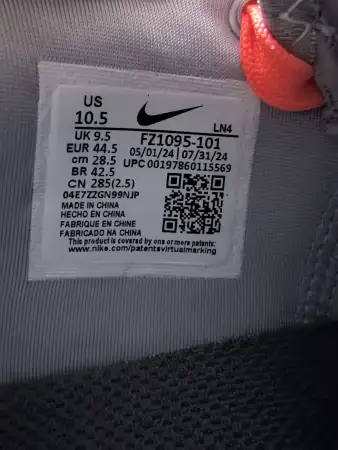 US
10.5
LN4
UK 9.5
FZ1095-101
EUR 44.5
05/01/24 | 07/31/24
cm 28.5
UPC 00197860115569
BR 42.5
CN 285(2.5)
04E7ZZGN99NJP
MADE IN CHINA
HECHO EN CHINA
FABRIQUE EN CHINE
FABRICADO NA CHINA
This product is covered by one or more patents:
www.nike.com/patentsvirtualmarking